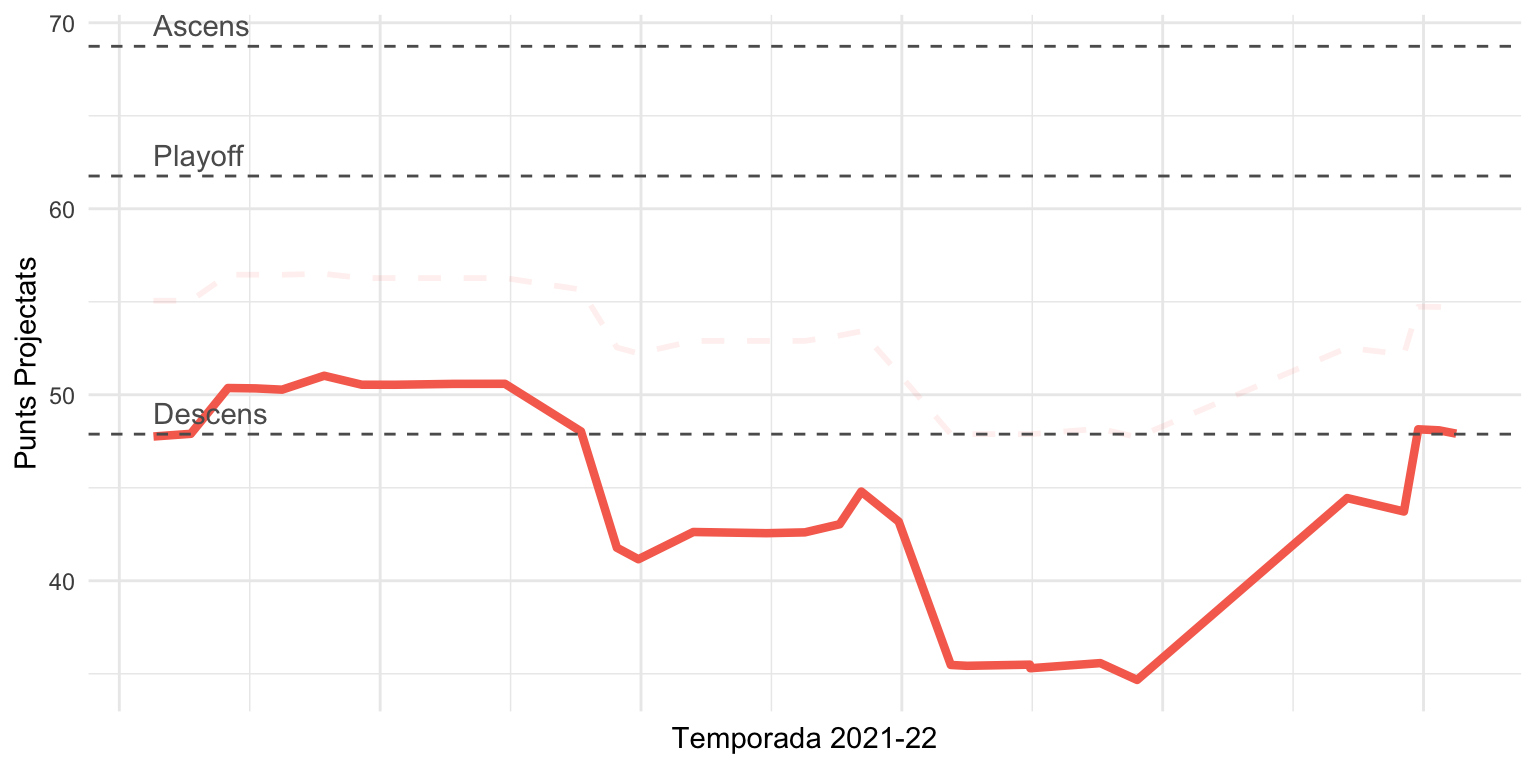 70
Ascens
Playoff
60
50
Descens
40
Punts Projectats
Temporada 2021-22